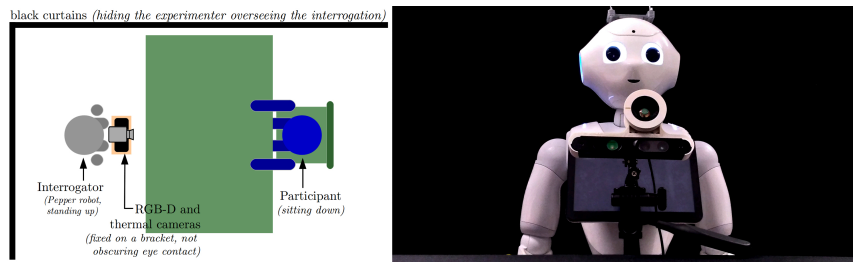 black curtains (hiding the experimenter overseeing the interrogation)
Interrogator
(Pepper robot,
standing up)
RGB-D and
thermal cameras
(fixed on a bracket, not
obscuring eye contact)
Participant
(sitting down)